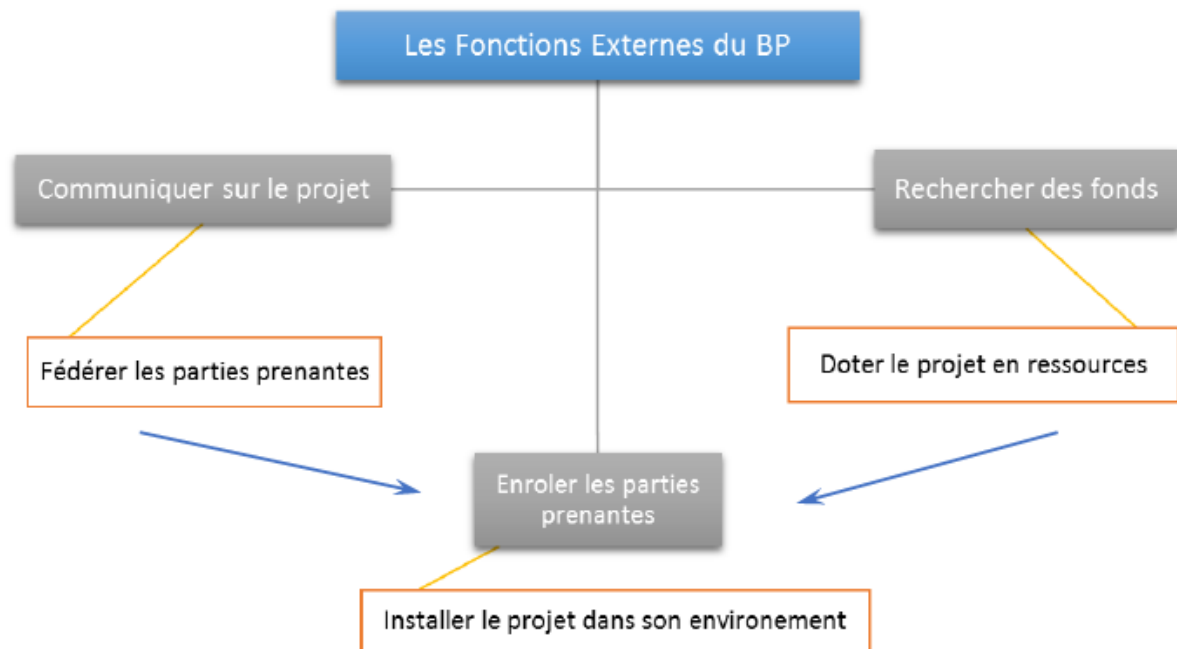 Les Fonctions Externes du BP
Communiquer sur le projet
Rechercher des fonds
Fédérer les parties prenantes
Doter le projet en ressources
Enroler les parties
prenantes
Installer le projet dans son environement